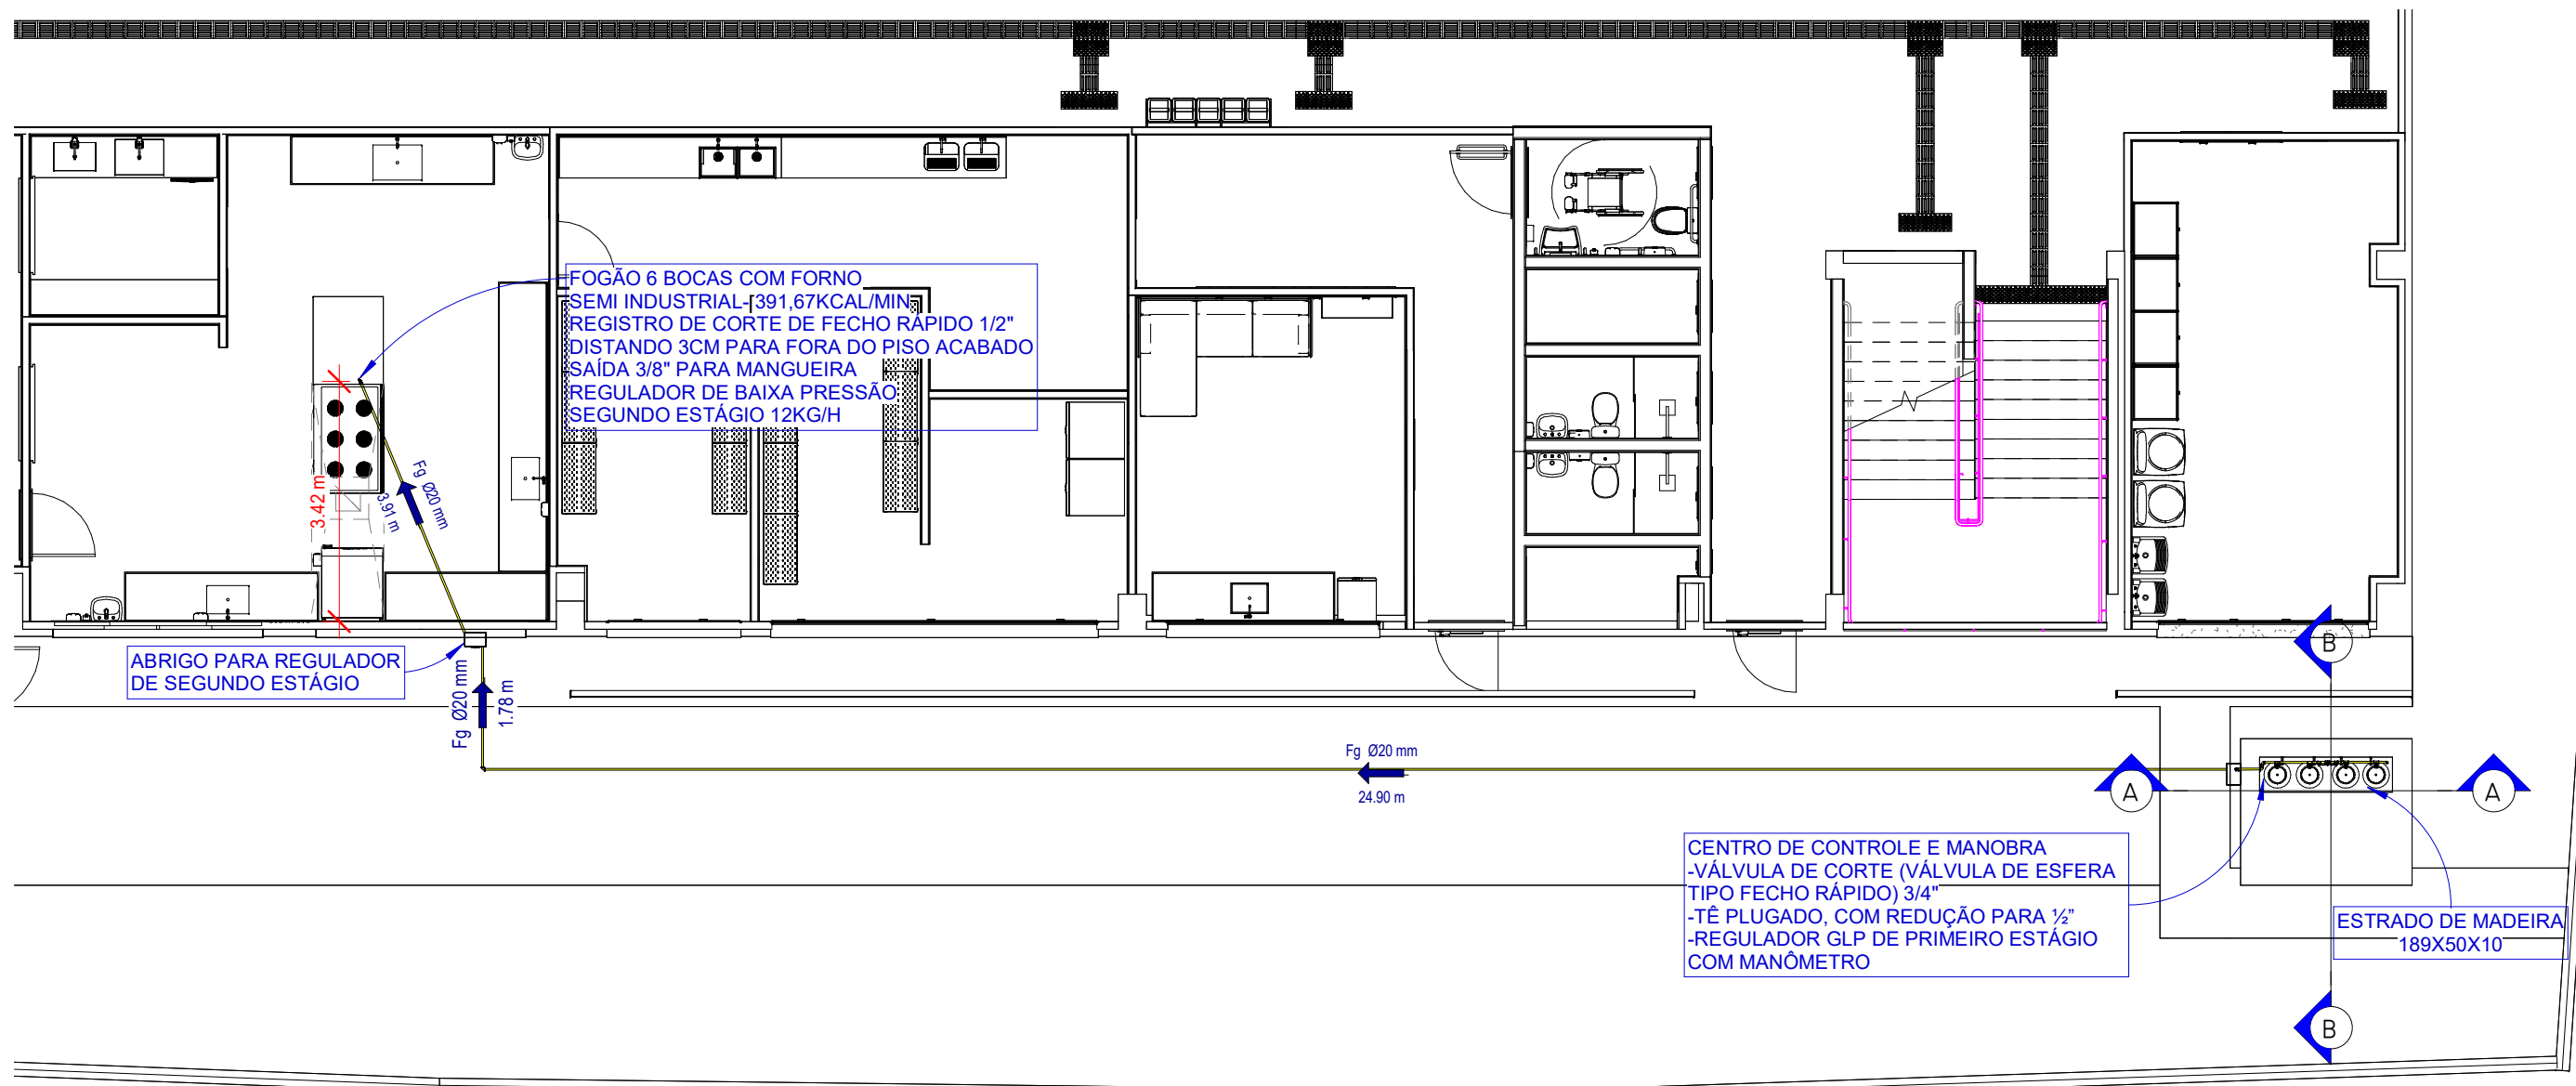 FOGÃO 6 BOCAS COM FORNO
SEMI INDUSTRIAL-[391,67KCAL/MIN
REGISTRO DE CORTE DE FECHO RÁPIDO 1/2"
DISTANDO 3CM PARA FORA DO PISO ACABADO
SAÍDA 3/8" PARA MANGUEIRA
REGULADOR DE BAIXA PRESSÃO
SEGUNDO ESTÁGIO 12KG/H
3.42 m
Fg Ø20 mm
3.91 m
N
ABRIGO PARA REGULADOR
DE SEGUNDO ESTÁGIO
Fg Ø20 mm
1.78 m
Fg Ø20 mm
24.90 m
B
A
A
CENTRO DE CONTROLE E MANOBRA
-VÁLVULA DE CORTE (VÁLVULA DE ESFERA
TIPO FECHO RÁPIDO) 3/4"
-TÊ PLUGADO, COM REDUÇÃO PARA ½"
-REGULADOR GLP DE PRIMEIRO ESTÁGIO
COM MANÔMETRO
ESTRADO DE MADEIRA
189X50X10
B